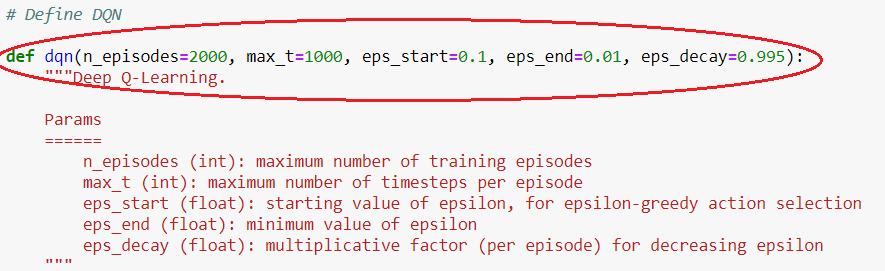 # Define DQN
def dqn(n_episodes=2000, max_t=1000, eps_start=0.1, eps_end=0.01, eps_decay=0.995):
"""Deep Q-Learning.
Params
======
n_episodes (int): maximum number of training episodes
max_t (int): maximum number of timesteps per episode
eps_start (float): starting value of epsilon, for epsilon-greedy action selection
eps_end (float): minimum value of epsilon
eps_decay (float): multiplicative factor (per episode) for decreasing epsilon
"""